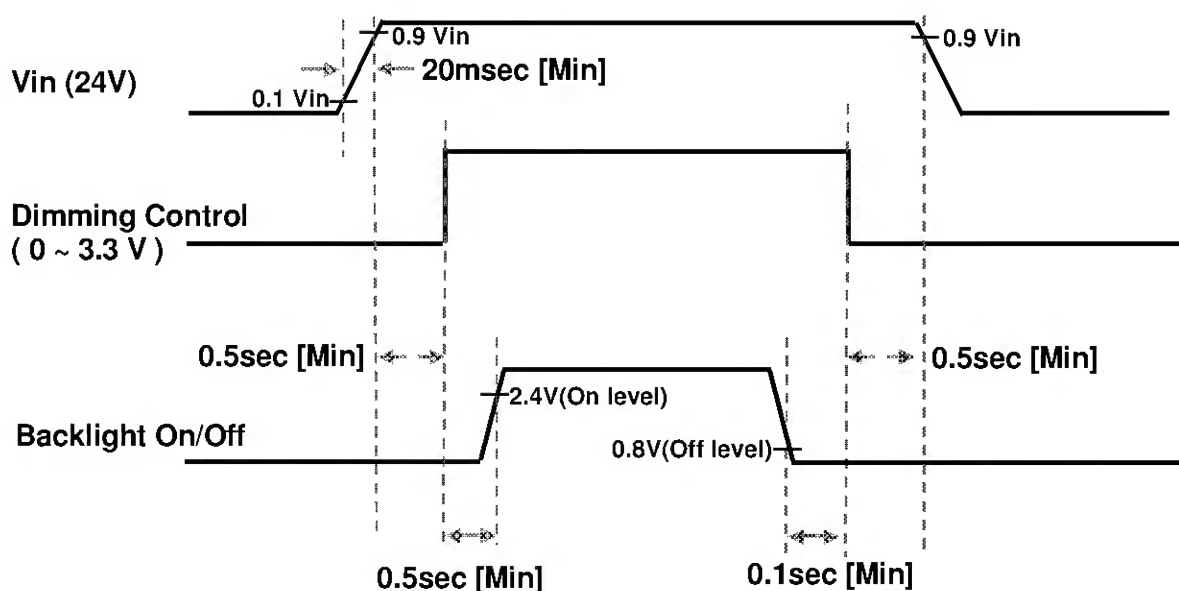 0.9 Vin
0.9 Vin
Vin (24V)
20msec [Min]
0.1 Vin
Dimming Control
( 0 ~ 3.3 V )
0.5sec [Min]
0.5sec [Min]
2.4V(On level)
Backlight On/Off
0.8V(Off level)
0.5sec [Min]
0.1sec [Min]